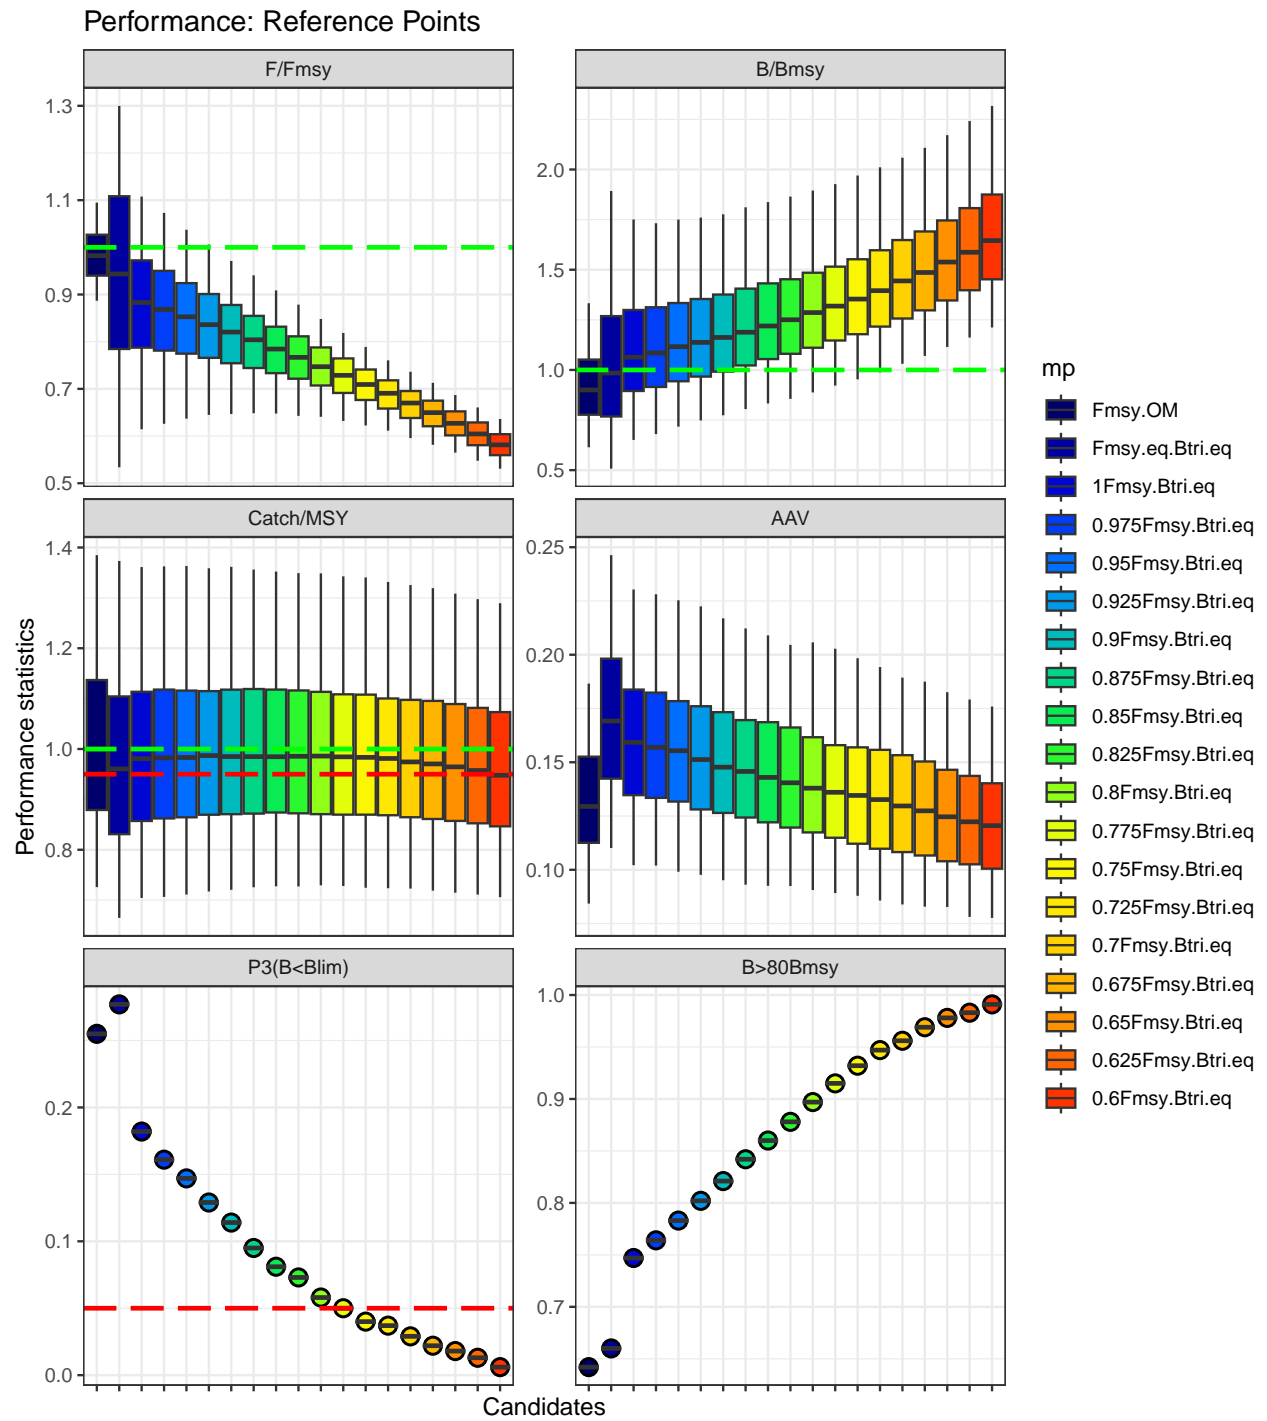 Performance: Reference Points
F/Fmsy
B/Bmsy
1.3
1.1
0.9
0.7
0.5
2.0
1.5
1.0
0.5
Catch/MSY
AAV
1.4
1.2
1.0
0.8
0.25
0.20
0.15
0.10
P3(B<Blim)
B>80Bmsy
0.2
0.1
0.0
1.0
0.9
0.8
0.7
Performance statistics
Candidates
mp
Fmsy.OM
Fmsy.eq.Btri.eq
1Fmsy.Btri.eq
0.975Fmsy.Btri.eq
0.95Fmsy.Btri.eq
0.925Fmsy.Btri.eq
0.9Fmsy.Btri.eq
0.875Fmsy.Btri.eq
0.85Fmsy.Btri.eq
0.825Fmsy.Btri.eq
0.8Fmsy.Btri.eq
0.775Fmsy.Btri.eq
0.75Fmsy.Btri.eq
0.725Fmsy.Btri.eq
0.7Fmsy.Btri.eq
0.675Fmsy.Btri.eq
0.65Fmsy.Btri.eq
0.625Fmsy.Btri.eq
0.6Fmsy.Btri.eq